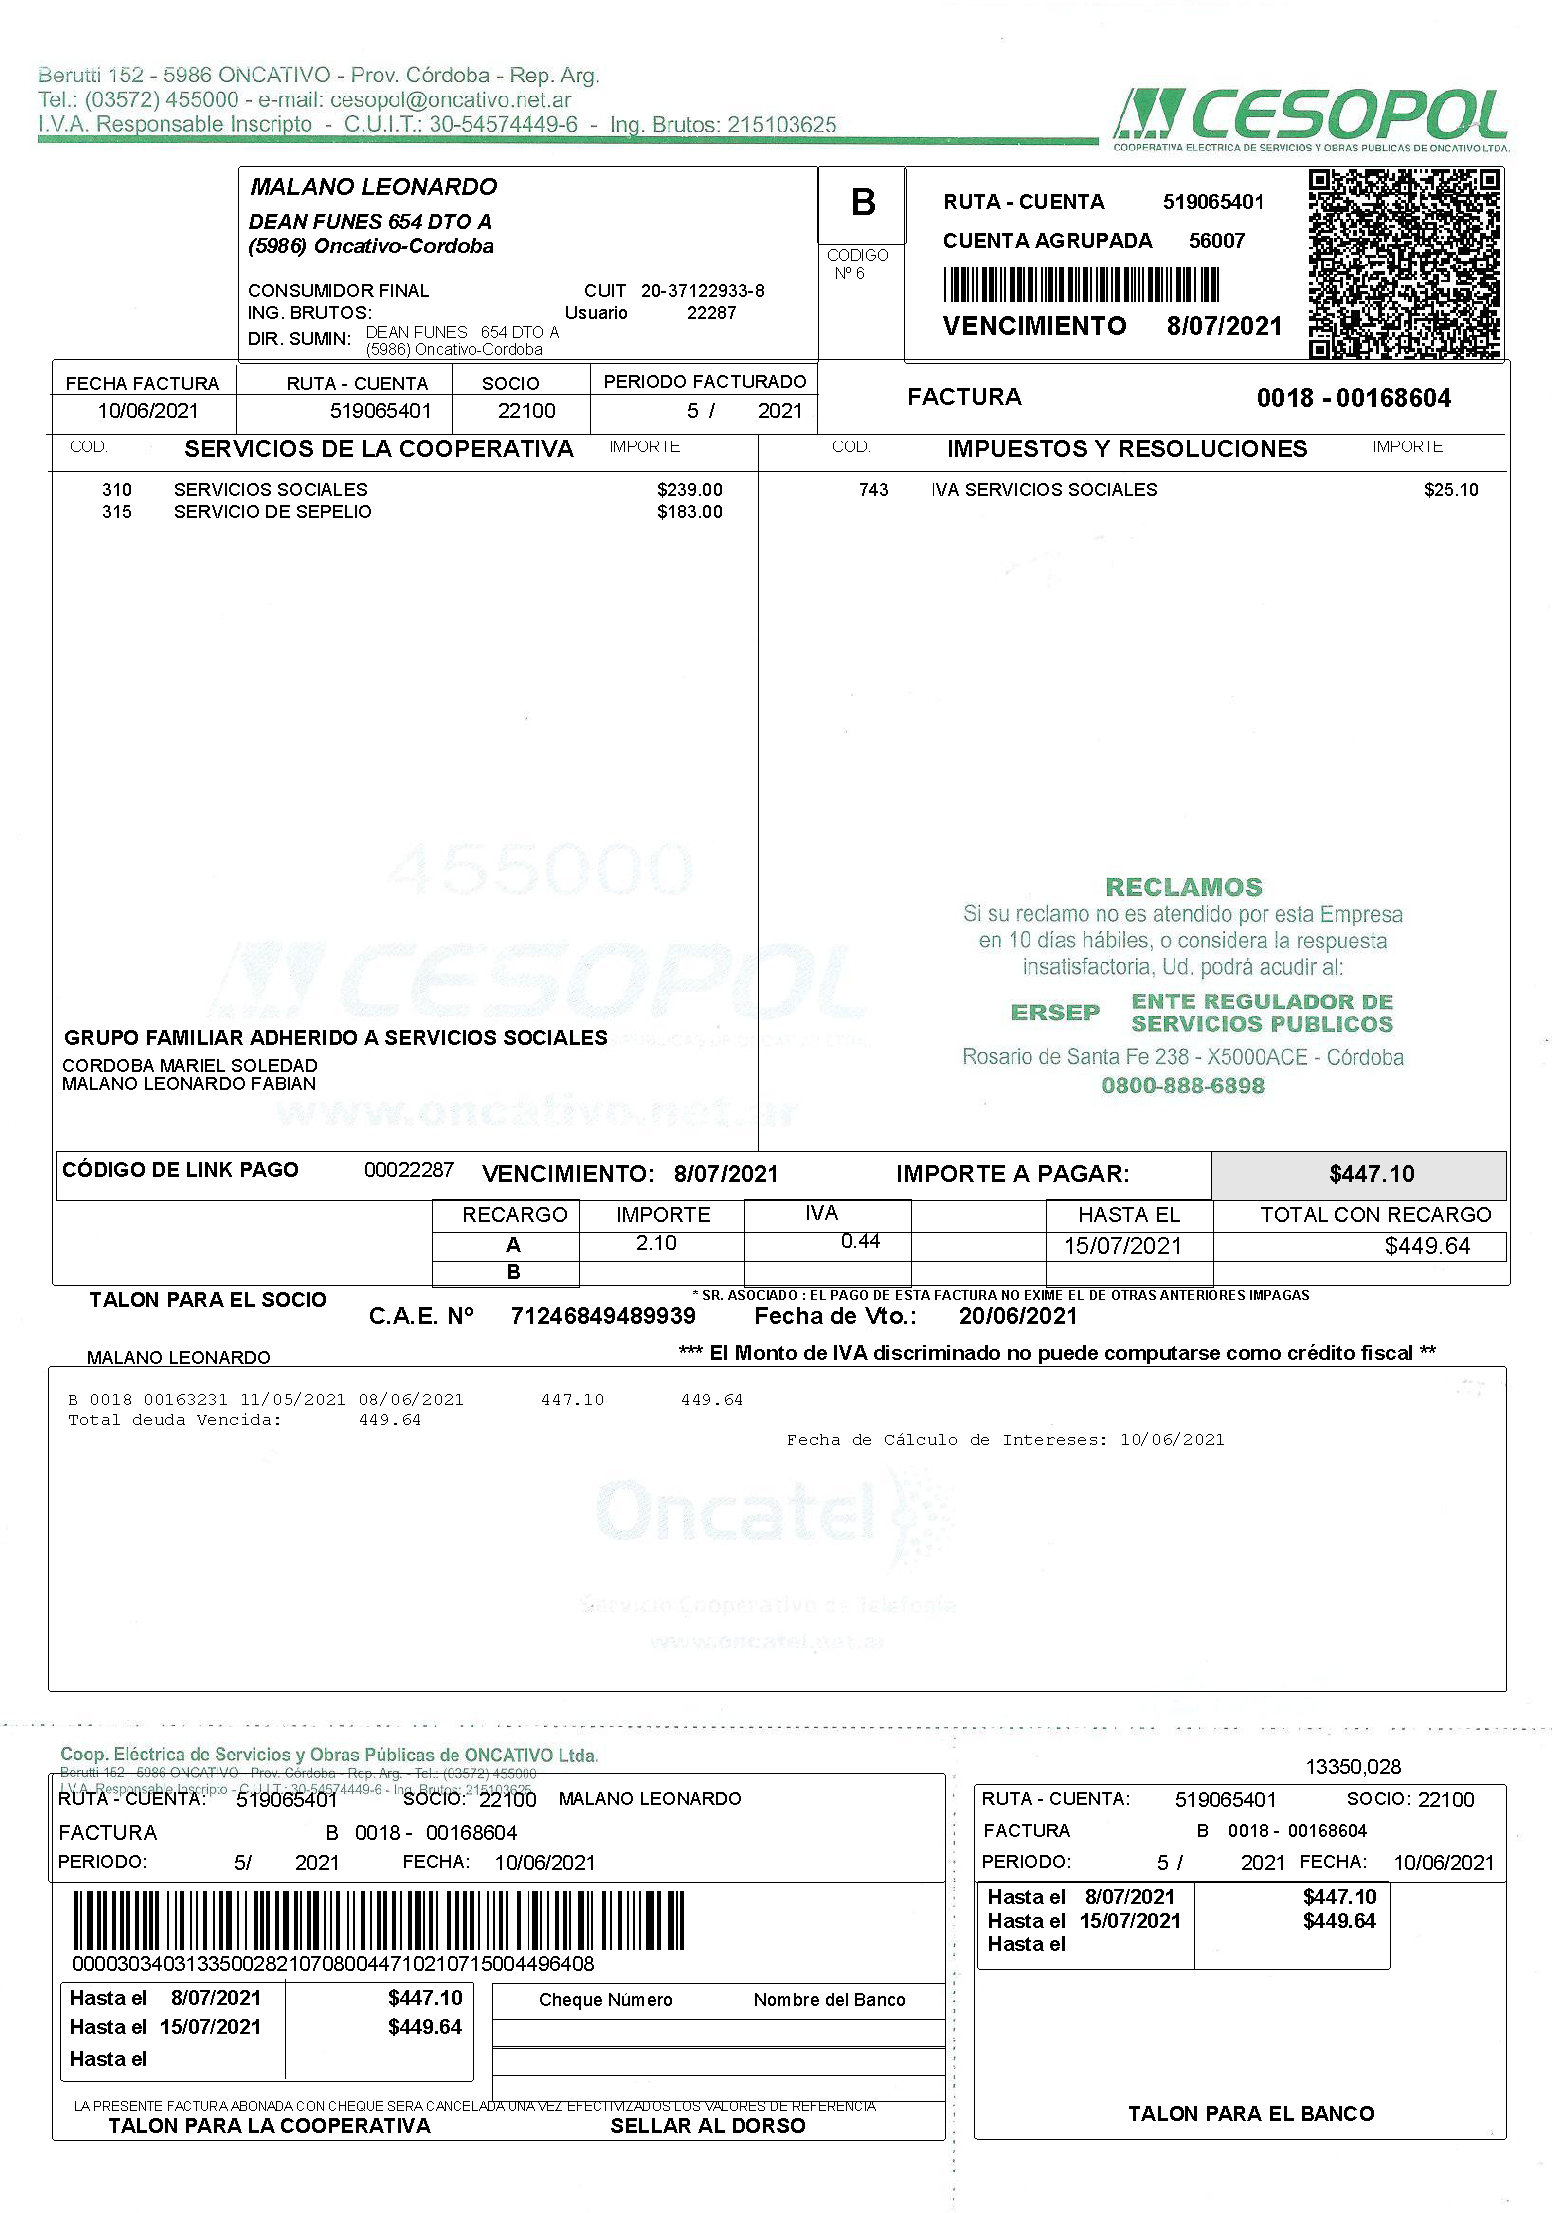 Berutti 152 - 5986 ONCATIVO - Prov. Córdoba - Rep. Arg.
Tel.: (03572) 455000 - e-mail: cesopol@oncativo.net.ar
I.V.A. Responsable Inscripto - C.U.I.T.: 30-54574449-6 - Ing. Brutos: 215103625
CESOPOL
COOPERATIVA ELECTRICA DE SERVICIOS Y OBRAS PUBLICAS DE ONCATIVO LTDA.
MALANO LEONARDO
DEAN FUNES 654 DTO A
(5986) Oncativo-Cordoba
CONSUMIDOR FINAL CUIT 20-37122933-8
ING. BRUTOS: Usuario 22287
DIR. SUMIN: DEAN FUNES 654 DTO A
(5986) Oncativo-Cordoba
B
CODIGO
Nº 6
RUTA - CUENTA 519065401
CUENTA AGRUPADA 56007
VENCIMIENTO 8/07/2021
FECHA FACTURA RUTA - CUENTA SOCIO PERIODO FACTURADO
10/06/2021 519065401 22100 5 / 2021
FACTURA 0018 - 00168604
COD. SERVICIOS DE LA COOPERATIVA IMPORTE COD. IMPUESTOS Y RESOLUCIONES IMPORTE
310 SERVICIOS SOCIALES $239.00 743 IVA SERVICIOS SOCIALES $25.10
315 SERVICIO DE SEPELIO $183.00
455000
CESOPOL
RECLAMOS
Si su reclamo no es atendido por esta Empresa
en 10 días hábiles, o considera la respuesta
insatisfactoria, Ud. podrá acudir al:
ERSEP ENTE REGULADOR DE
SERVICIOS PUBLICOS
Rosario de Santa Fe 238 - X5000ACE - Córdoba
0800-888-6898
GRUPO FAMILIAR ADHERIDO A SERVICIOS SOCIALES
CORDOBA MARIEL SOLEDAD
MALANO LEONARDO FABIAN
www.oncativo.net.ar
CÓDIGO DE LINK PAGO 00022287 VENCIMIENTO: 8/07/2021 IMPORTE A PAGAR: $447.10
RECARGO IMPORTE IVA HASTA EL TOTAL CON RECARGO
A 2.10 0.44 15/07/2021 $449.64
B
TALON PARA EL SOCIO
* SR. ASOCIADO : EL PAGO DE ESTA FACTURA NO EXIME EL DE OTRAS ANTERIORES IMPAGAS
C.A.E. Nº 71246849489939 Fecha de Vto.: 20/06/2021
MALANO LEONARDO
*** El Monto de IVA discriminado no puede computarse como crédito fiscal **
B 0018 00163231 11/05/2021 08/06/2021 447.10 449.64
Total deuda Vencida: 449.64
Fecha de Cálculo de Intereses: 10/06/2021
Oncatel
Servicio Cooperativo de Telefonía
www.oncatel.net.ar
Coop. Eléctrica de Servicios y Obras Públicas de ONCATIVO Ltda.
Berutti 152 - 5986 ONCATIVO - Prov. Córdoba - Rep. Arg. - Tel.: (03572) 455000
I.V.A. Responsable Inscripto - C.U.I.T.: 30-54574449-6 - Ing. Brutos: 215103625
RUTA - CUENTA: 519065401 SOCIO: 22100 MALANO LEONARDO
FACTURA B 0018 - 00168604
PERIODO: 5/ 2021 FECHA: 10/06/2021
0000303403133500282107080044710210715004496408
Hasta el 8/07/2021 $447.10
Hasta el 15/07/2021 $449.64
Hasta el
Cheque Número Nombre del Banco
LA PRESENTE FACTURA ABONADA CON CHEQUE SERA CANCELADA UNA VEZ EFECTIVIZADOS LOS VALORES DE REFERENCIA
TALON PARA LA COOPERATIVA SELLAR AL DORSO
13350,028
RUTA - CUENTA: 519065401 SOCIO: 22100
FACTURA B 0018 - 00168604
PERIODO: 5 / 2021 FECHA: 10/06/2021
Hasta el 8/07/2021 $447.10
Hasta el 15/07/2021 $449.64
Hasta el
TALON PARA EL BANCO